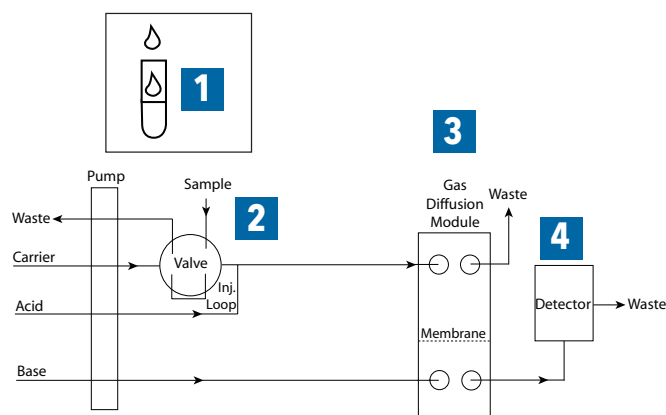 1
3
Pump
Sample
2
Gas
Diffusion
Module
Waste
4
Waste
Carrier
Valve
Inj.
Loop
Acid
Detector
Waste
Membrane
Base